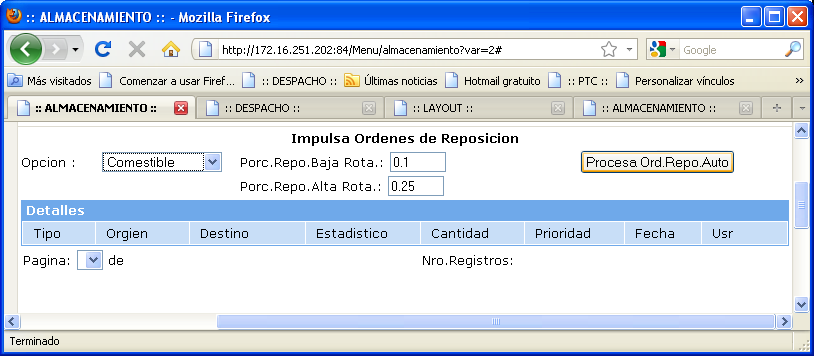 :: ALMACENAMIENTO :: - Mozilla Firefox
http://172.16.251.202:84/Menu/almacenamiento?var=2# Google
Más visitados Comenzar a usar Firef... :: DESPACHO :: Últimas noticias Hotmail gratuito :: PTC :: Personalizar vínculos »
:: ALMACENAMIENTO :: :: DESPACHO :: :: LAYOUT :: :: ALMACENAMIENTO ::
Impulsa Ordenes de Reposicion
Opcion : Comestible Porc.Repo.Baja Rota.: 0.1 Procesa Ord.Repo.Auto
Porc.Repo.Alta Rota.: 0.25
Detalles
Tipo Orgien Destino Estadistico Cantidad Prioridad Fecha Usr
Pagina: de Nro.Registros:
Terminado